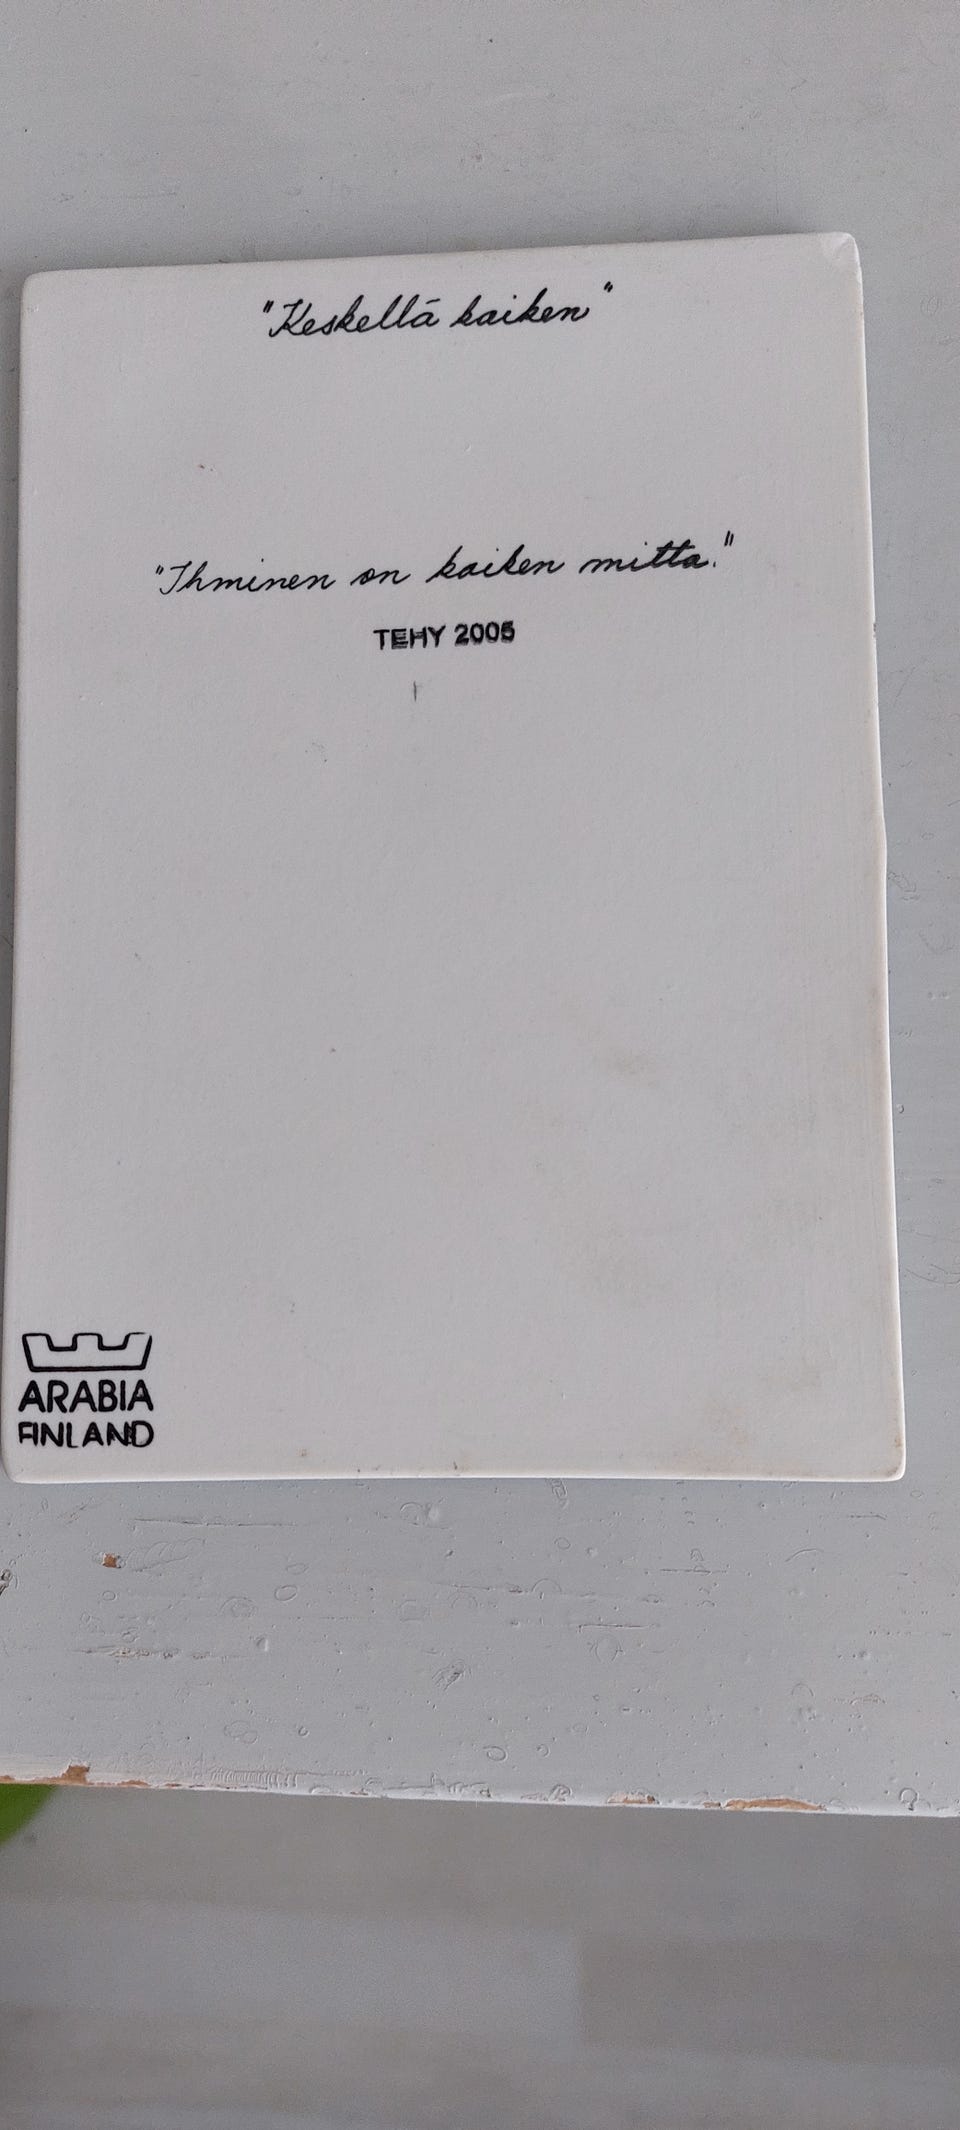 "Keskellä kaiken"
"Ihminen on kaiken mitta."
TEHY 2005
ARABIA
FINLAND